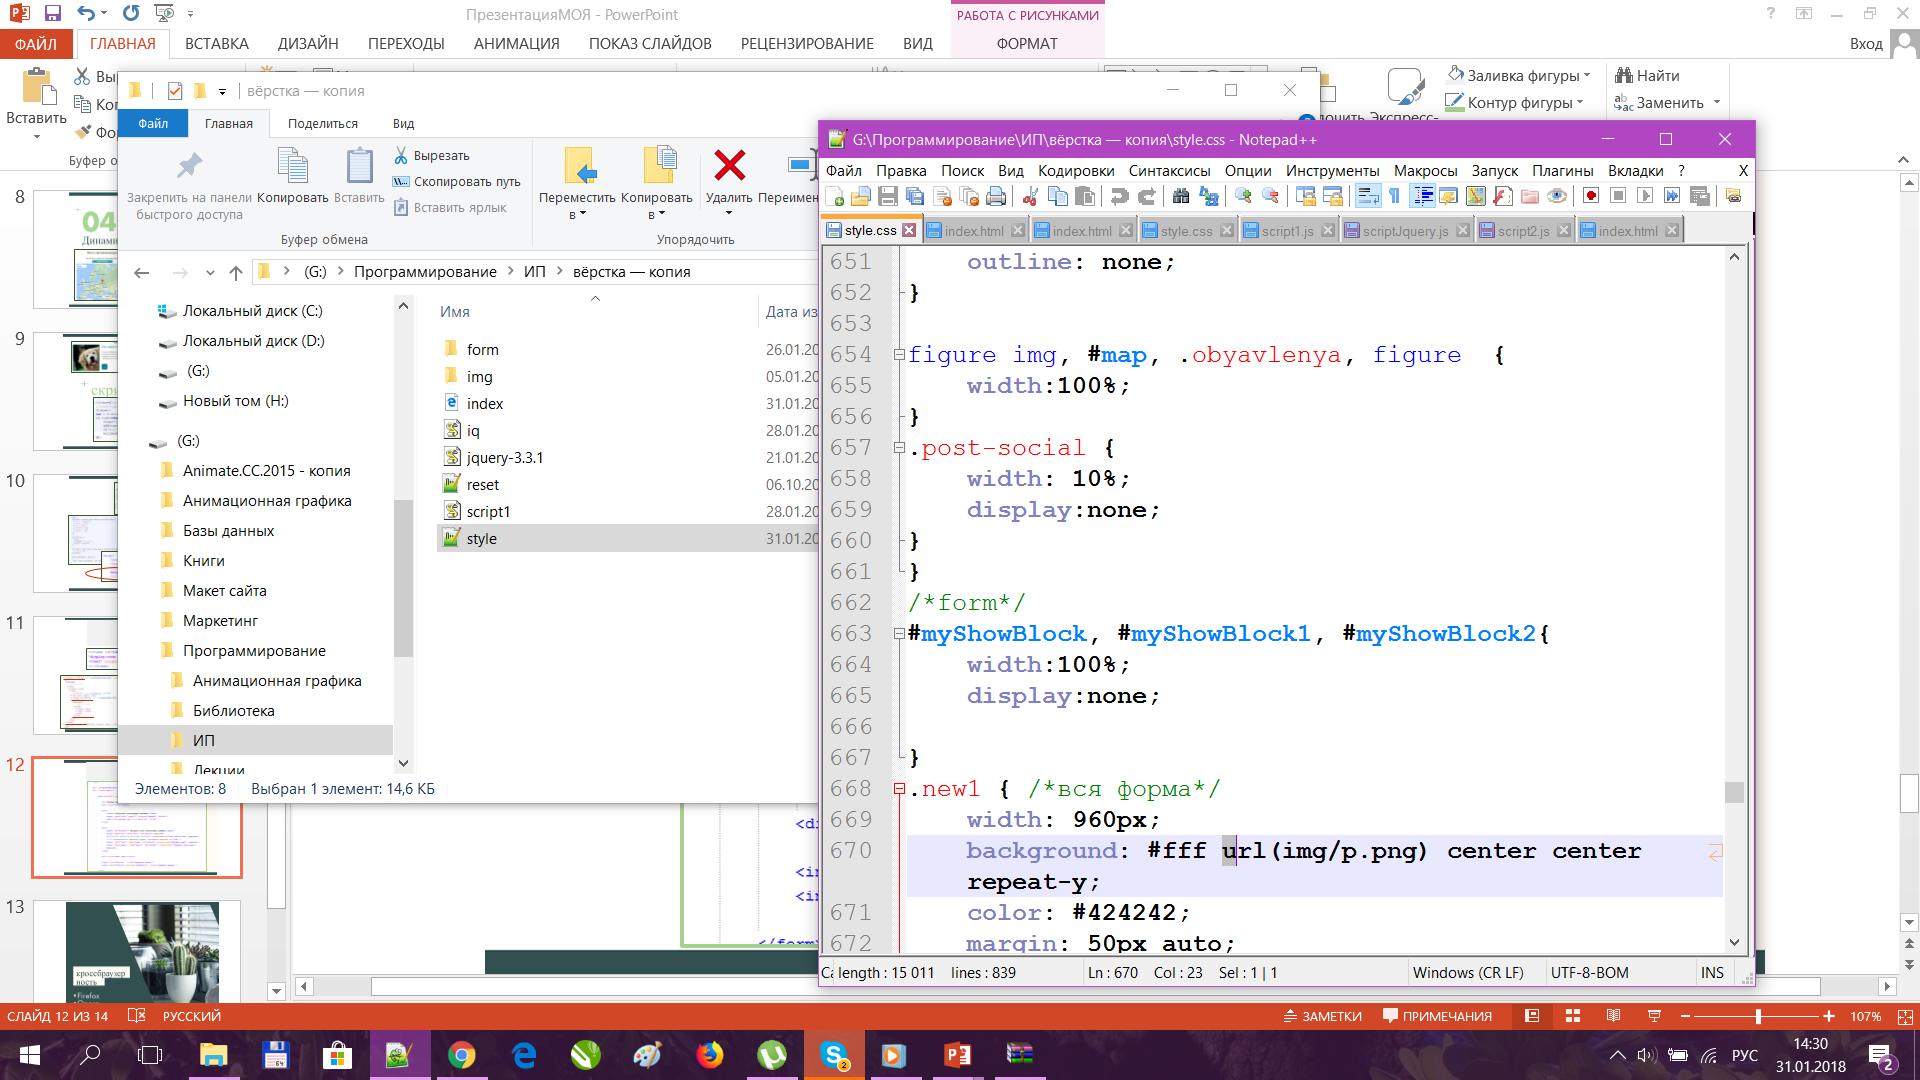 ПрезентацияМОЯ - PowerPoint
РАБОТА С РИСУНКАМИ
ФАЙЛ ГЛАВНАЯ ВСТАВКА ДИЗАЙН ПЕРЕХОДЫ АНИМАЦИЯ ПОКАЗ СЛАЙДОВ РЕЦЕНЗИРОВАНИЕ ВИД ФОРМАТ Вход
Вставить
Буфер о
Заливка фигуры
Контур фигуры
Найти
Заменить
вёрстка — копия
Файл Главная Поделиться Вид
Закрепить на панели быстрого доступа
Копировать
Вставить
Вырезать
Скопировать путь
Вставить ярлык
Буфер обмена
Переместить в
Копировать в
Удалить
Переимен
Упорядочить
(G:) Программирование ИП вёрстка — копия
Локальный диск (C:)
Локальный диск (D:)
(G:)
Новый том (H:)
(G:)
Animate.CC.2015 - копия
Анимационная графика
Базы данных
Книги
Макет сайта
Маркетинг
Программирование
Анимационная графика
Библиотека
ИП
Лекции
Имя Дата из
form 26.01.20
img 05.01.20
index 31.01.20
iq 28.01.20
jquery-3.3.1 21.01.20
reset 06.10.20
script1 28.01.20
style 31.01.20
Элементов: 8 Выбран 1 элемент: 14,6 КБ
G:\Программирование\ИП\вёрстка — копия\style.css - Notepad++
Файл Правка Поиск Вид Кодировки Синтаксисы Опции Инструменты Макросы Запуск Плагины Вкладки ? X
style.css index.html index.html style.css script1.js scriptJquery.js script2.js index.html
651 outline: none;
652 }
653
654 figure img, #map, .obyavlenya, figure {
655 width:100%;
656 }
657 .post-social {
658 width: 10%;
659 display:none;
660 }
661 }
662 /*form*/
663 #myShowBlock, #myShowBlock1, #myShowBlock2{
664 width:100%;
665 display:none;
666
667 }
668 .new1 { /*вся форма*/
669 width: 960px;
670 background: #fff url(img/p.png) center center
repeat-y;
671 color: #424242;
672 margin: 50px auto;
length : 15 011 lines : 839 Ln : 670 Col : 23 Sel : 1 | 1 Windows (CR LF) UTF-8-BOM INS
8
04
9
10
11
12
13
кроссбраузер
ность
Firefox
<di
<in
<in
</form
СЛАЙД 12 ИЗ 14 РУССКИЙ ЗАМЕТКИ ПРИМЕЧАНИЯ 107%
РУС
14:30
31.01.2018
2
2